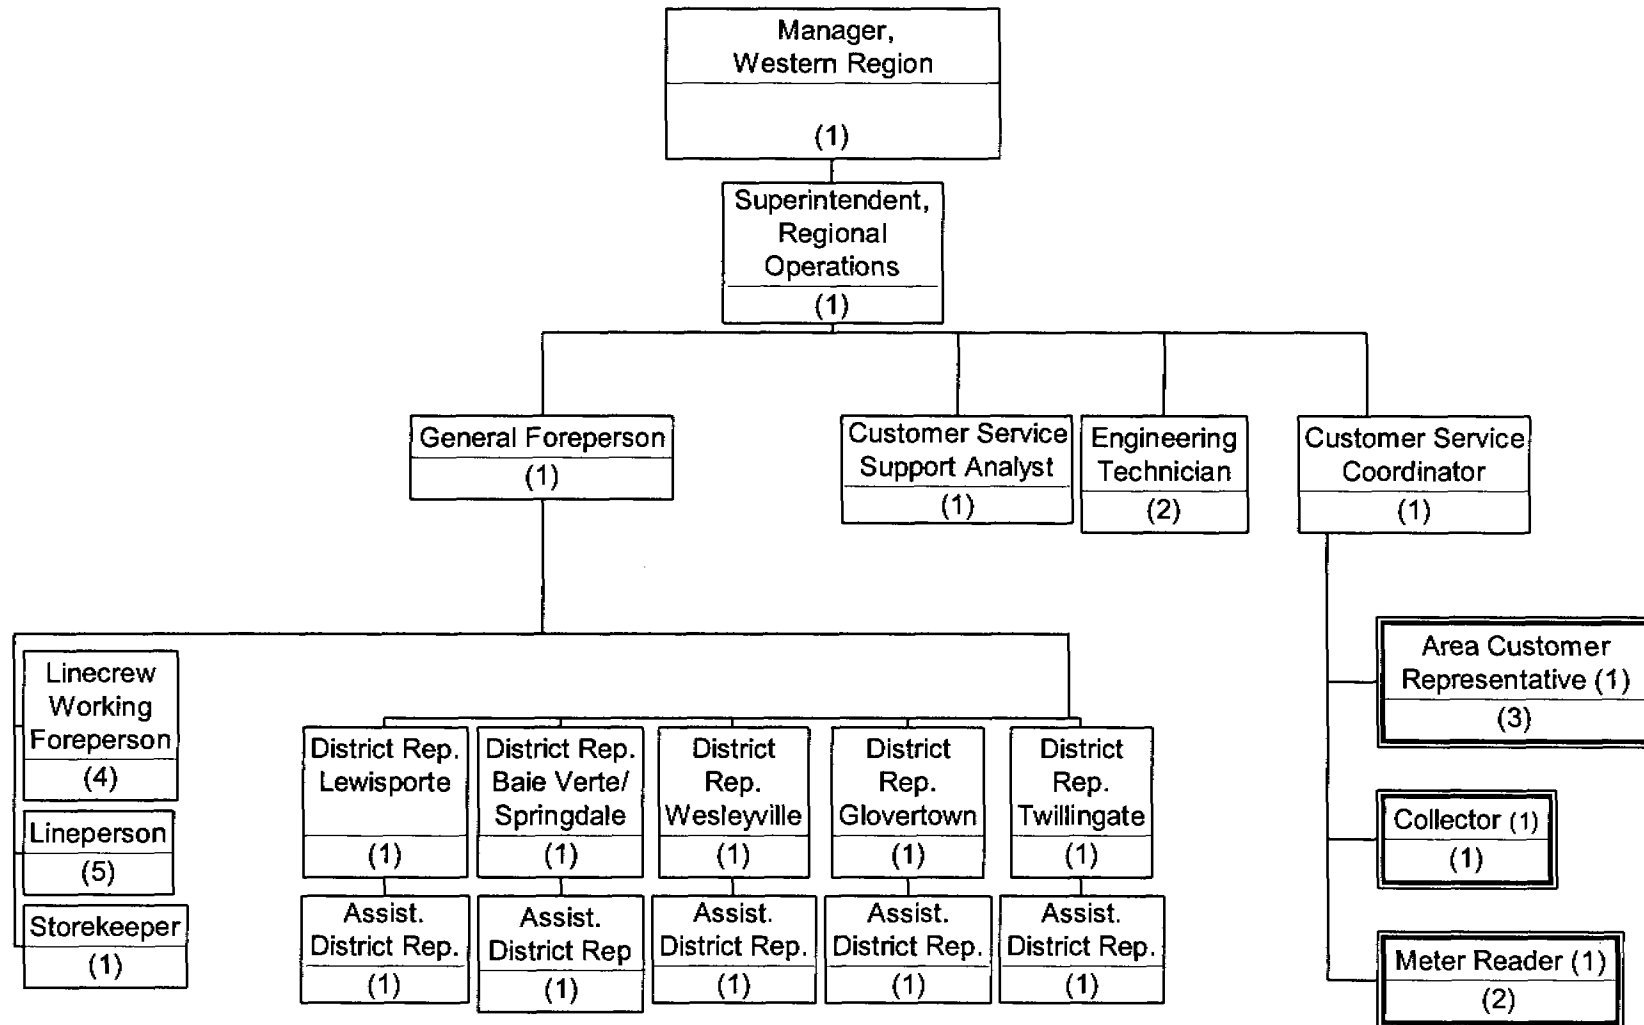 Manager,
Western Region
(1)
Superintendent,
Regional
Operations
(1)
General Foreperson
(1)
Customer Service
Support Analyst
(1)
Engineering
Technician
(2)
Customer Service
Coordinator
(1)
Linecrew
Working
Foreperson
(4)
Lineperson
(5)
Storekeeper
(1)
District Rep.
Lewisporte
(1)
District Rep.
Baie Verte/
Springdale
(1)
District
Rep.
Wesleyville
(1)
District
Rep.
Glovertown
(1)
District
Rep.
Twillingate
(1)
Assist.
District Rep.
(1)
Assist.
District Rep
(1)
Assist.
District Rep.
(1)
Assist.
District Rep.
(1)
Assist.
District Rep.
(1)
Area Customer
Representative (1)
(3)
Collector (1)
(1)
Meter Reader (1)
(2)